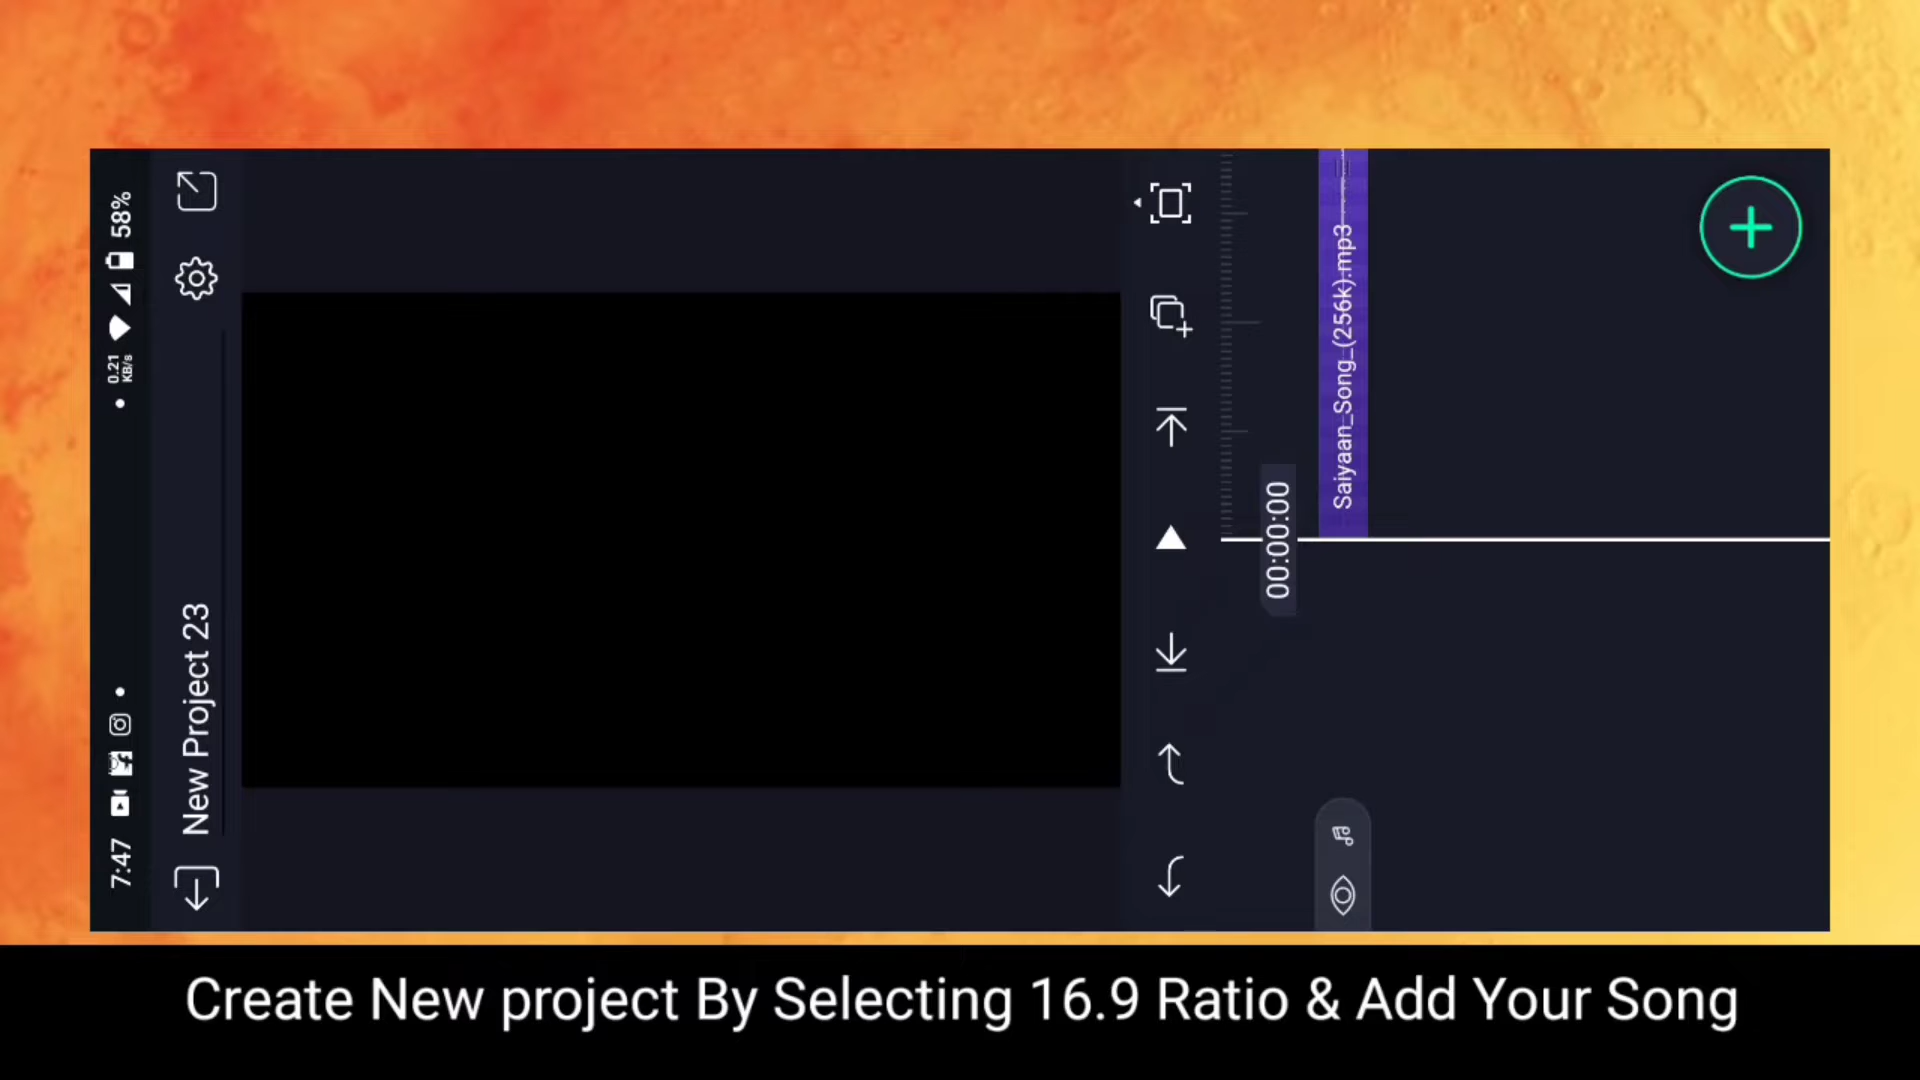 7:47
0.21 KB/s
58%
New Project 23
00:00:00
Saiyaan_Song_(256k).mp3
Create New project By Selecting 16.9 Ratio & Add Your Song